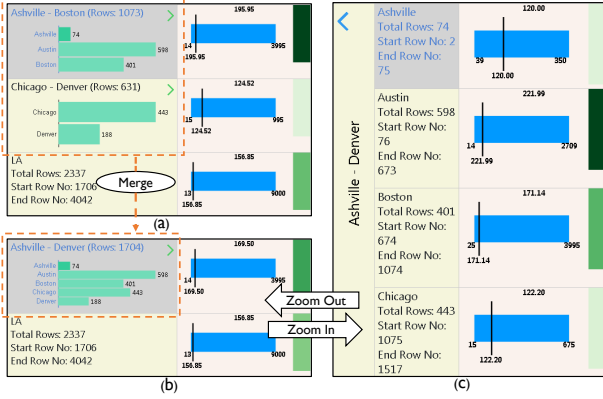 Ashville - Boston (Rows: 1073)
Ashville
74
Austin
598
Boston
401
195.95
14
3995
195.95
Chicago - Denver (Rows: 631)
Chicago
443
Denver
188
124.52
15
995
124.52
LA
Total Rows: 2337
Start Row No: 1706
End Row No: 4042
Merge
156.85
13
9000
156.85
(a)
Ashville - Denver (Rows: 1704)
Ashville
74
Austin
598
Boston
401
Chicago
443
Denver
188
169.50
14
3995
169.50
LA
Total Rows: 2337
Start Row No: 1706
End Row No: 4042
156.85
13
9000
156.85
(b)
Zoom Out
Zoom In
Ashville - Denver
Ashville
Total Rows: 74
Start Row No: 2
End Row No:
75
120.00
39
350
120.00
Austin
Total Rows: 598
Start Row No:
76
End Row No:
673
221.99
14
2709
221.99
Boston
Total Rows: 401
Start Row No:
674
End Row No:
1074
171.14
25
3995
171.14
Chicago
Total Rows: 443
Start Row No:
1075
End Row No:
1517
122.20
15
675
122.20
(c)